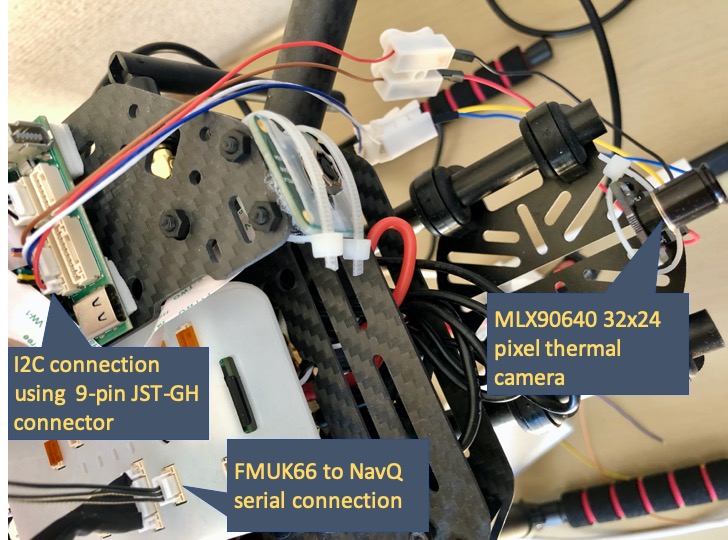 MLX90640 32x24
pixel thermal
camera
I2C connection
using 9-pin JST-GH
connector
FMUK66 to NavQ
serial connection